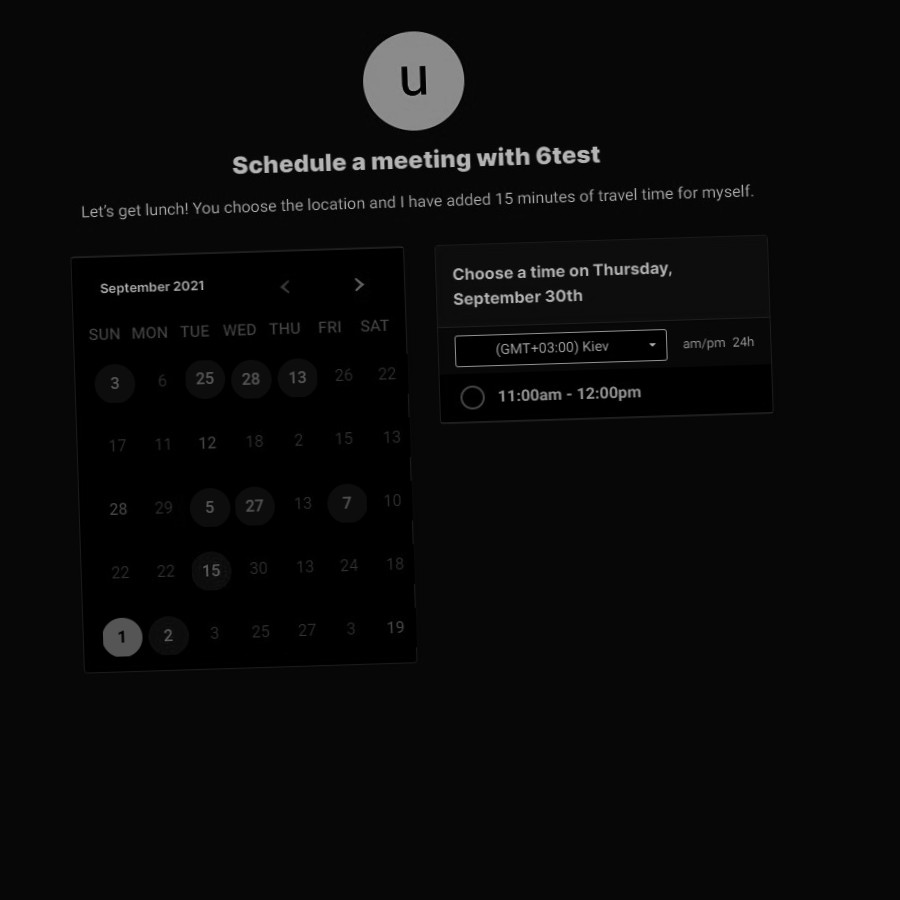 u
Schedule a meeting with 6test
Let's get lunch! You choose the location and I have added 15 minutes of travel time for myself.
September 2021
SUN MON TUE WED THU FRI SAT
3 6 25 28 13 26 22
17 11 12 18 2 15 13
28 29 5 27 13 7 10
22 22 15 30 13 24 18
1 2 3 25 27 3 19
Choose a time on Thursday,
September 30th
(GMT+03:00) Kiev am/pm 24h
11:00am - 12:00pm